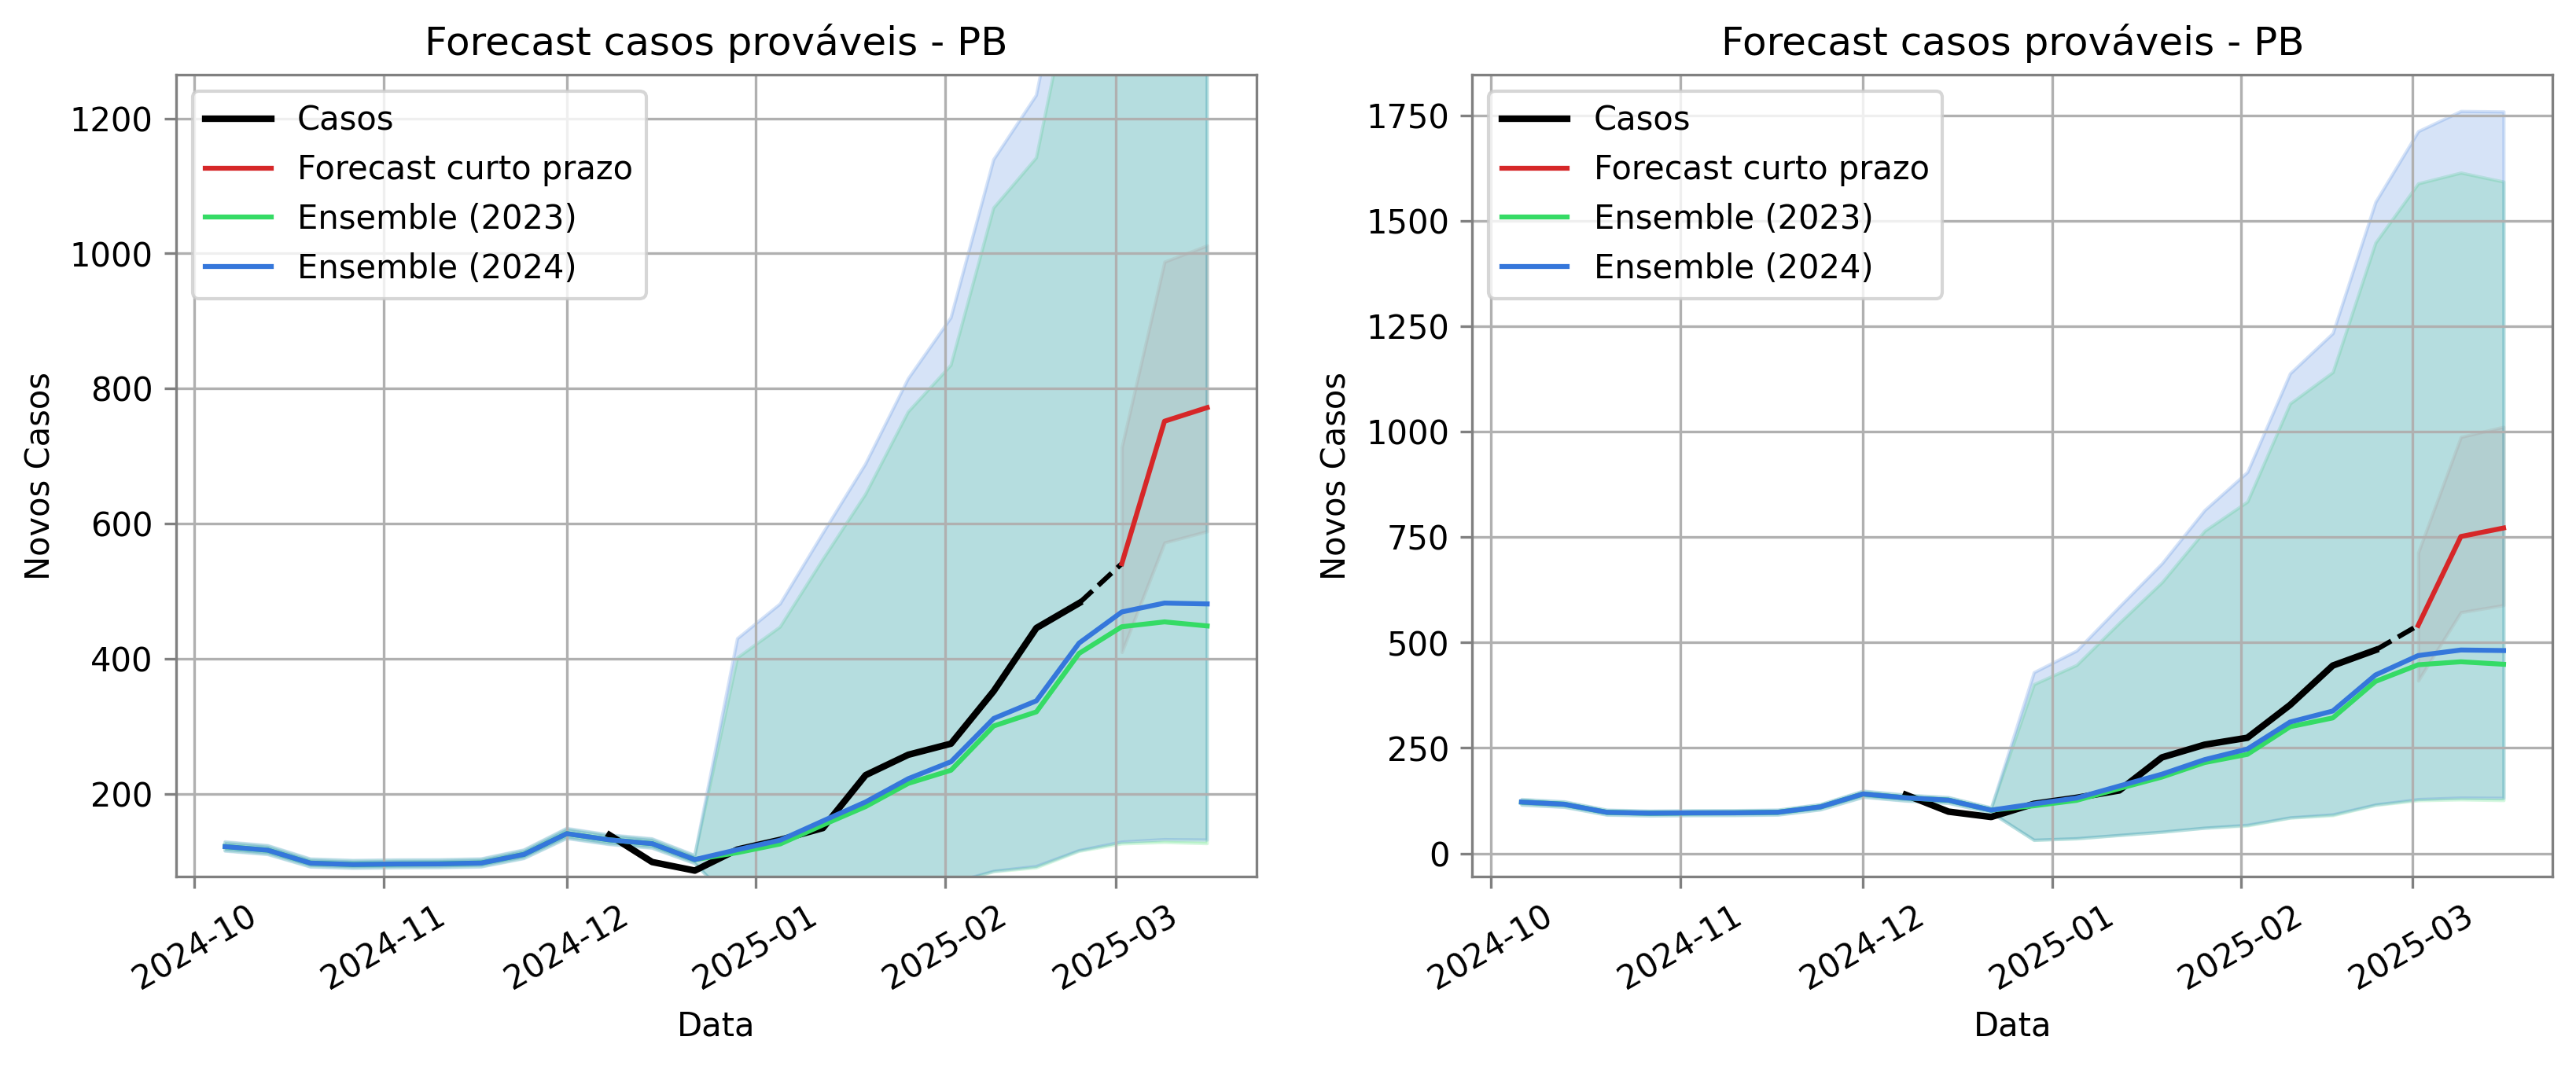 Forecast casos prováveis - PB
1200
1000
800
600
400
200
Novos Casos
Casos
Forecast curto prazo
Ensemble (2023)
Ensemble (2024)
2024-10
2024-11
2024-12
2025-01
2025-02
2025-03
Data
Forecast casos prováveis - PB
1750
1500
1250
1000
750
500
250
0
Novos Casos
Casos
Forecast curto prazo
Ensemble (2023)
Ensemble (2024)
2024-10
2024-11
2024-12
2025-01
2025-02
2025-03
Data